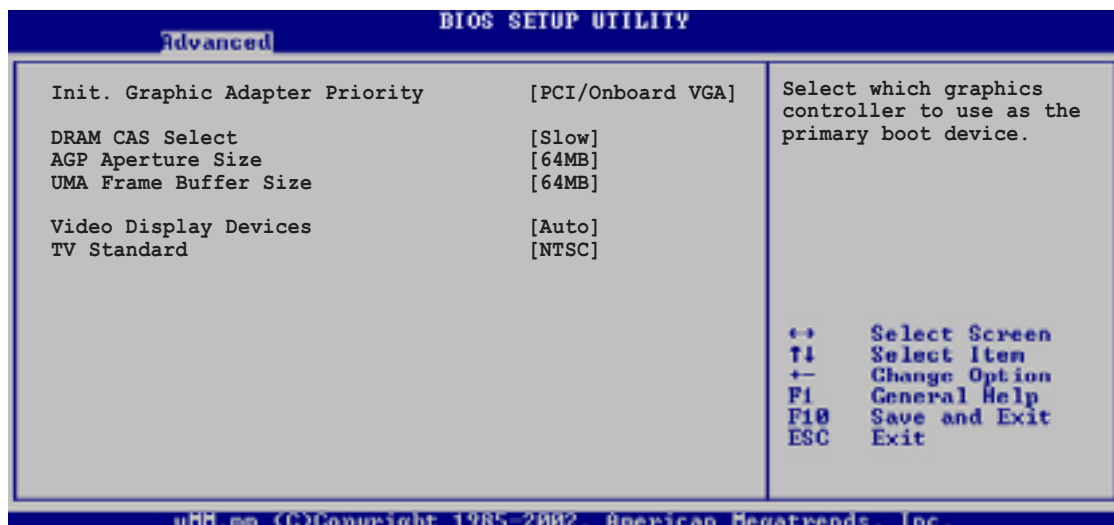 BIOS SETUP UTILITY
Advanced
Init. Graphic Adapter Priority [PCI/Onboard VGA]
DRAM CAS Select [Slow]
AGP Aperture Size [64MB]
UMA Frame Buffer Size [64MB]
Video Display Devices [Auto]
TV Standard [NTSC]
Select which graphics
controller to use as the
primary boot device.
↔ Select Screen
↑↓ Select Item
+- Change Option
F1 General Help
F10 Save and Exit
ESC Exit
(C)Copyright 1985-2002, American Megatrends, Inc.